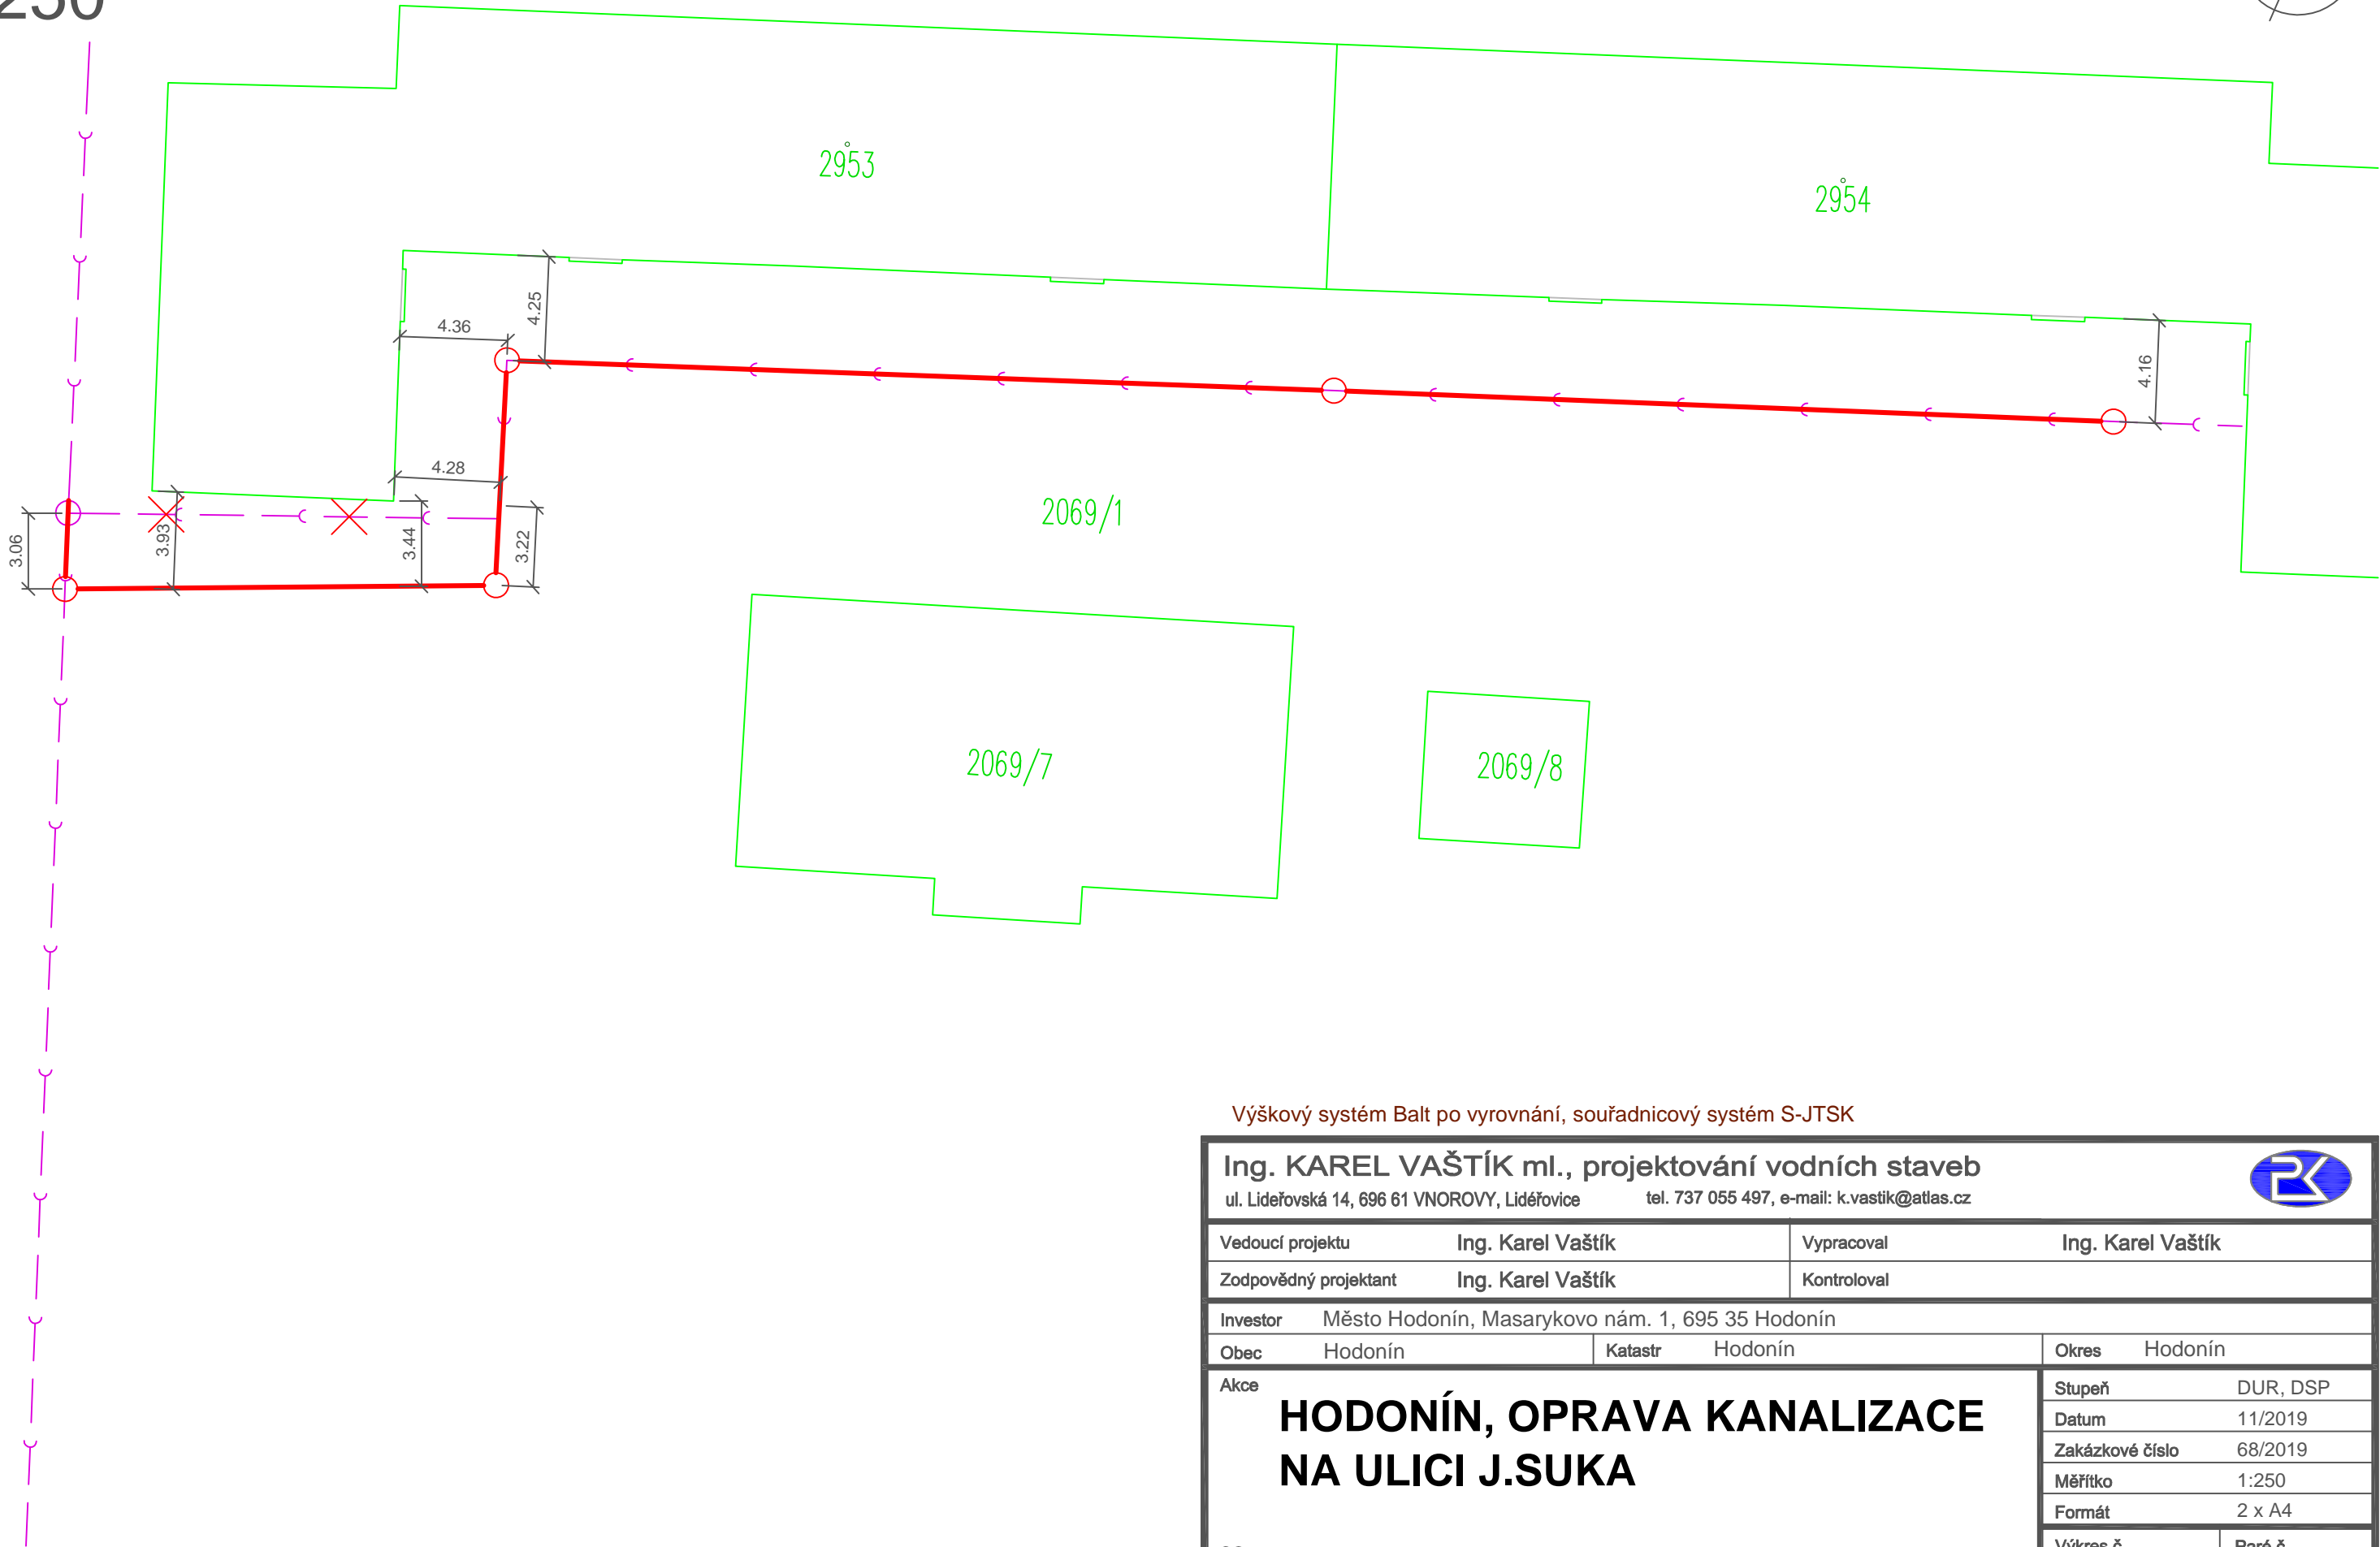 250
2953
2954
4.25
4.36
4.16
4.28
2069/1
3.06
3.93
3.44
3.22
2069/7
2069/8
Výškový systém Balt po vyrovnání, souřadnicový systém S-JTSK
Ing. KAREL VAŠTÍK ml., projektování vodních staveb
ul. Lideřovská 14, 696 61 VNOROVY, Lidéřovice tel. 737 055 497, e-mail: k.vastik@atlas.cz
Vedoucí projektu Ing. Karel Vaštík Vypracoval Ing. Karel Vaštík
Zodpovědný projektant Ing. Karel Vaštík Kontroloval
Investor Město Hodonín, Masarykovo nám. 1, 695 35 Hodonín
Obec Hodonín Katastr Hodonín Okres Hodonín
Akce
HODONÍN, OPRAVA KANALIZACE
NA ULICI J.SUKA
Stupeň DUR, DSP
Datum 11/2019
Zakázkové číslo 68/2019
Měřítko 1:250
Formát 2 x A4
Výkres č. Paré č.